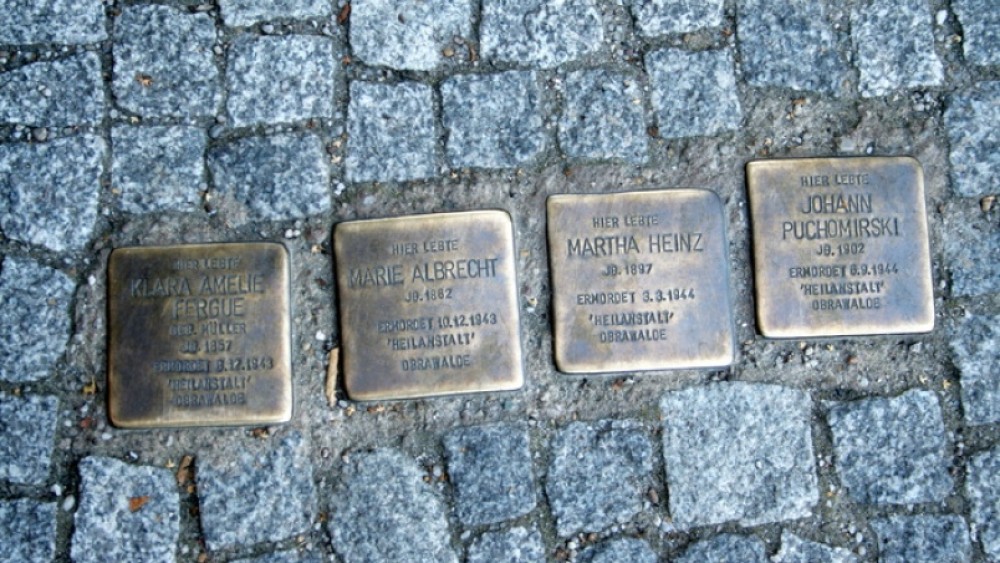 HIER LEBTE
KLARA AMELIE
FERGUE
GEB. MÜLLER
JG. 1857
ERMORDET 8.12.1943
'HEILANSTALT'
OBRAWALDE
HIER LEBTE
MARIE ALBRECHT
JG. 1882
ERMORDET 10.12.1943
'HEILANSTALT'
OBRAWALDE
HIER LEBTE
MARTHA HEINZ
JG. 1897
ERMORDET 3.3.1944
'HEILANSTALT'
OBRAWALDE
HIER LEBTE
JOHANN
PUCHOMIRSKI
JG. 1902
ERMORDET 6.9.1944
'HEILANSTALT'
OBRAWALDE